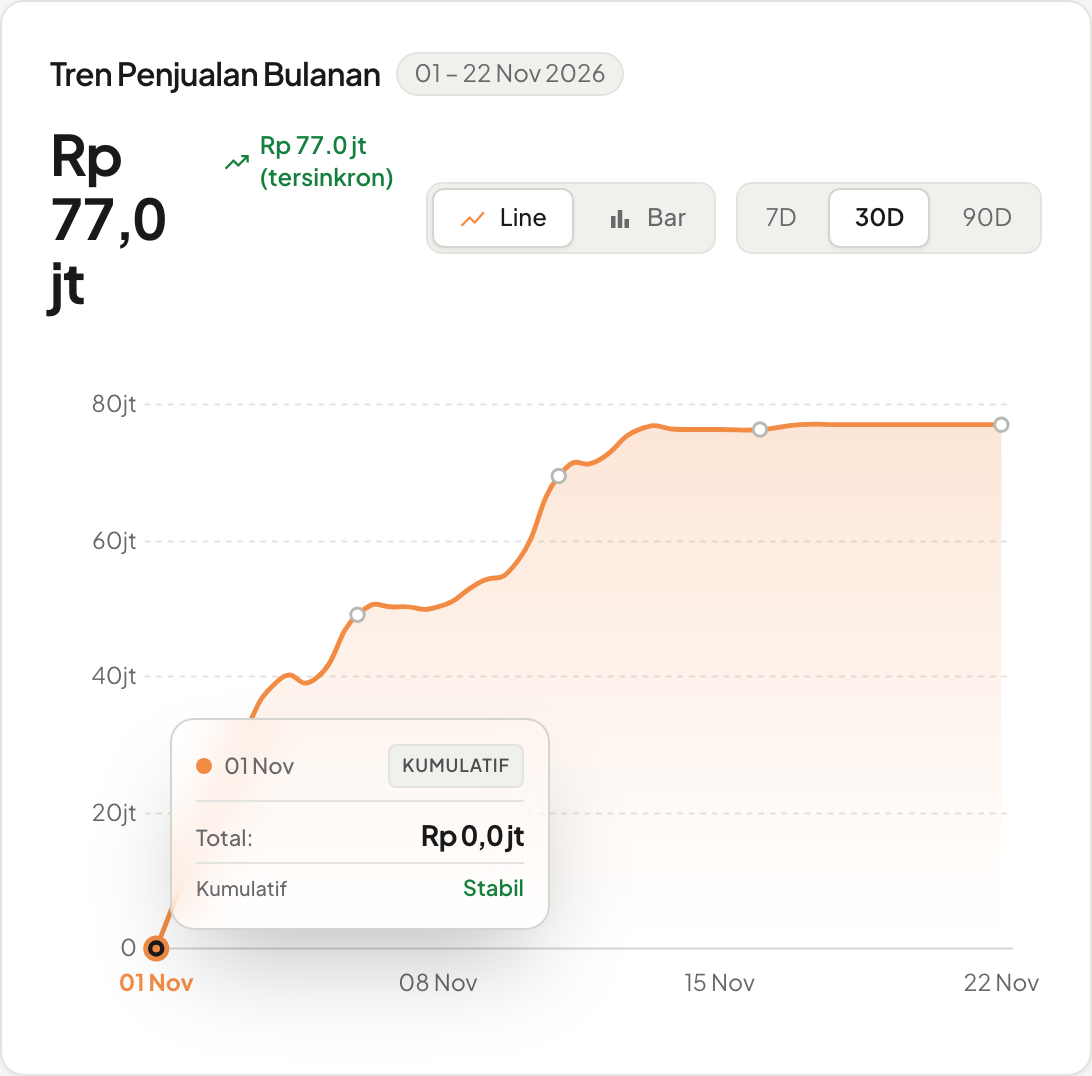 Tren Penjualan Bulanan 01 – 22 Nov 2026
Rp
77,0
jt
Rp 77.0 jt
(tersinkron)
Line Bar 7D 30D 90D
80jt
60jt
40jt
20jt
0
01 Nov KUMULATIF
Total: Rp 0,0 jt
Kumulatif Stabil
01 Nov 08 Nov 15 Nov 22 Nov